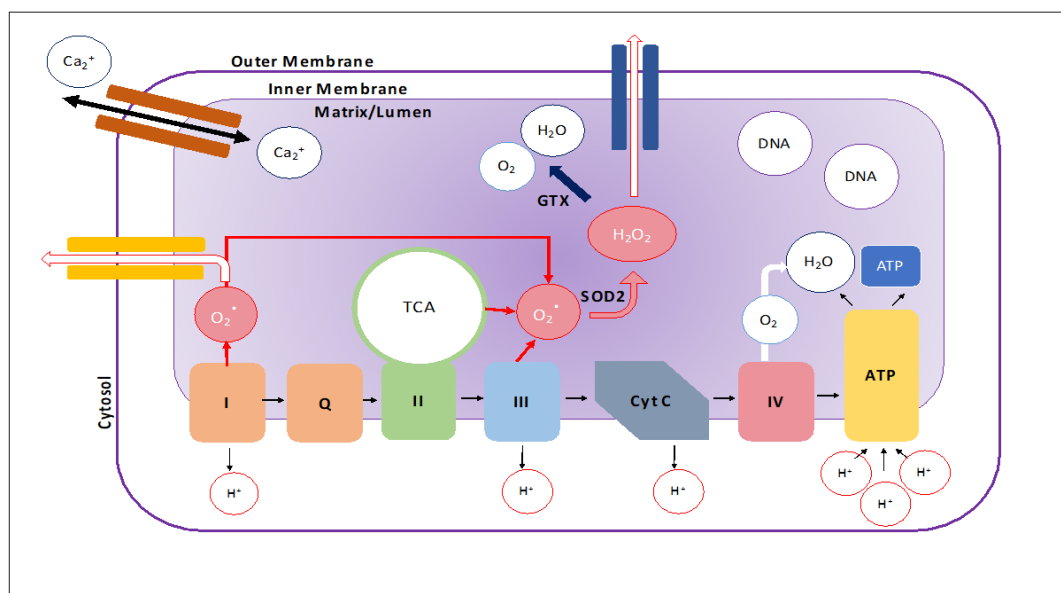 Ca₂⁺
Outer Membrane
Inner Membrane
Matrix/Lumen
Ca₂⁺
H₂O
O₂
GTX
DNA
DNA
H₂O₂
H₂O
ATP
TCA
SOD2
O₂•
O₂•
O₂
Cytosol
I
Q
II
III
Cyt C
IV
ATP
H⁺
H⁺
H⁺
H⁺
H⁺
H⁺